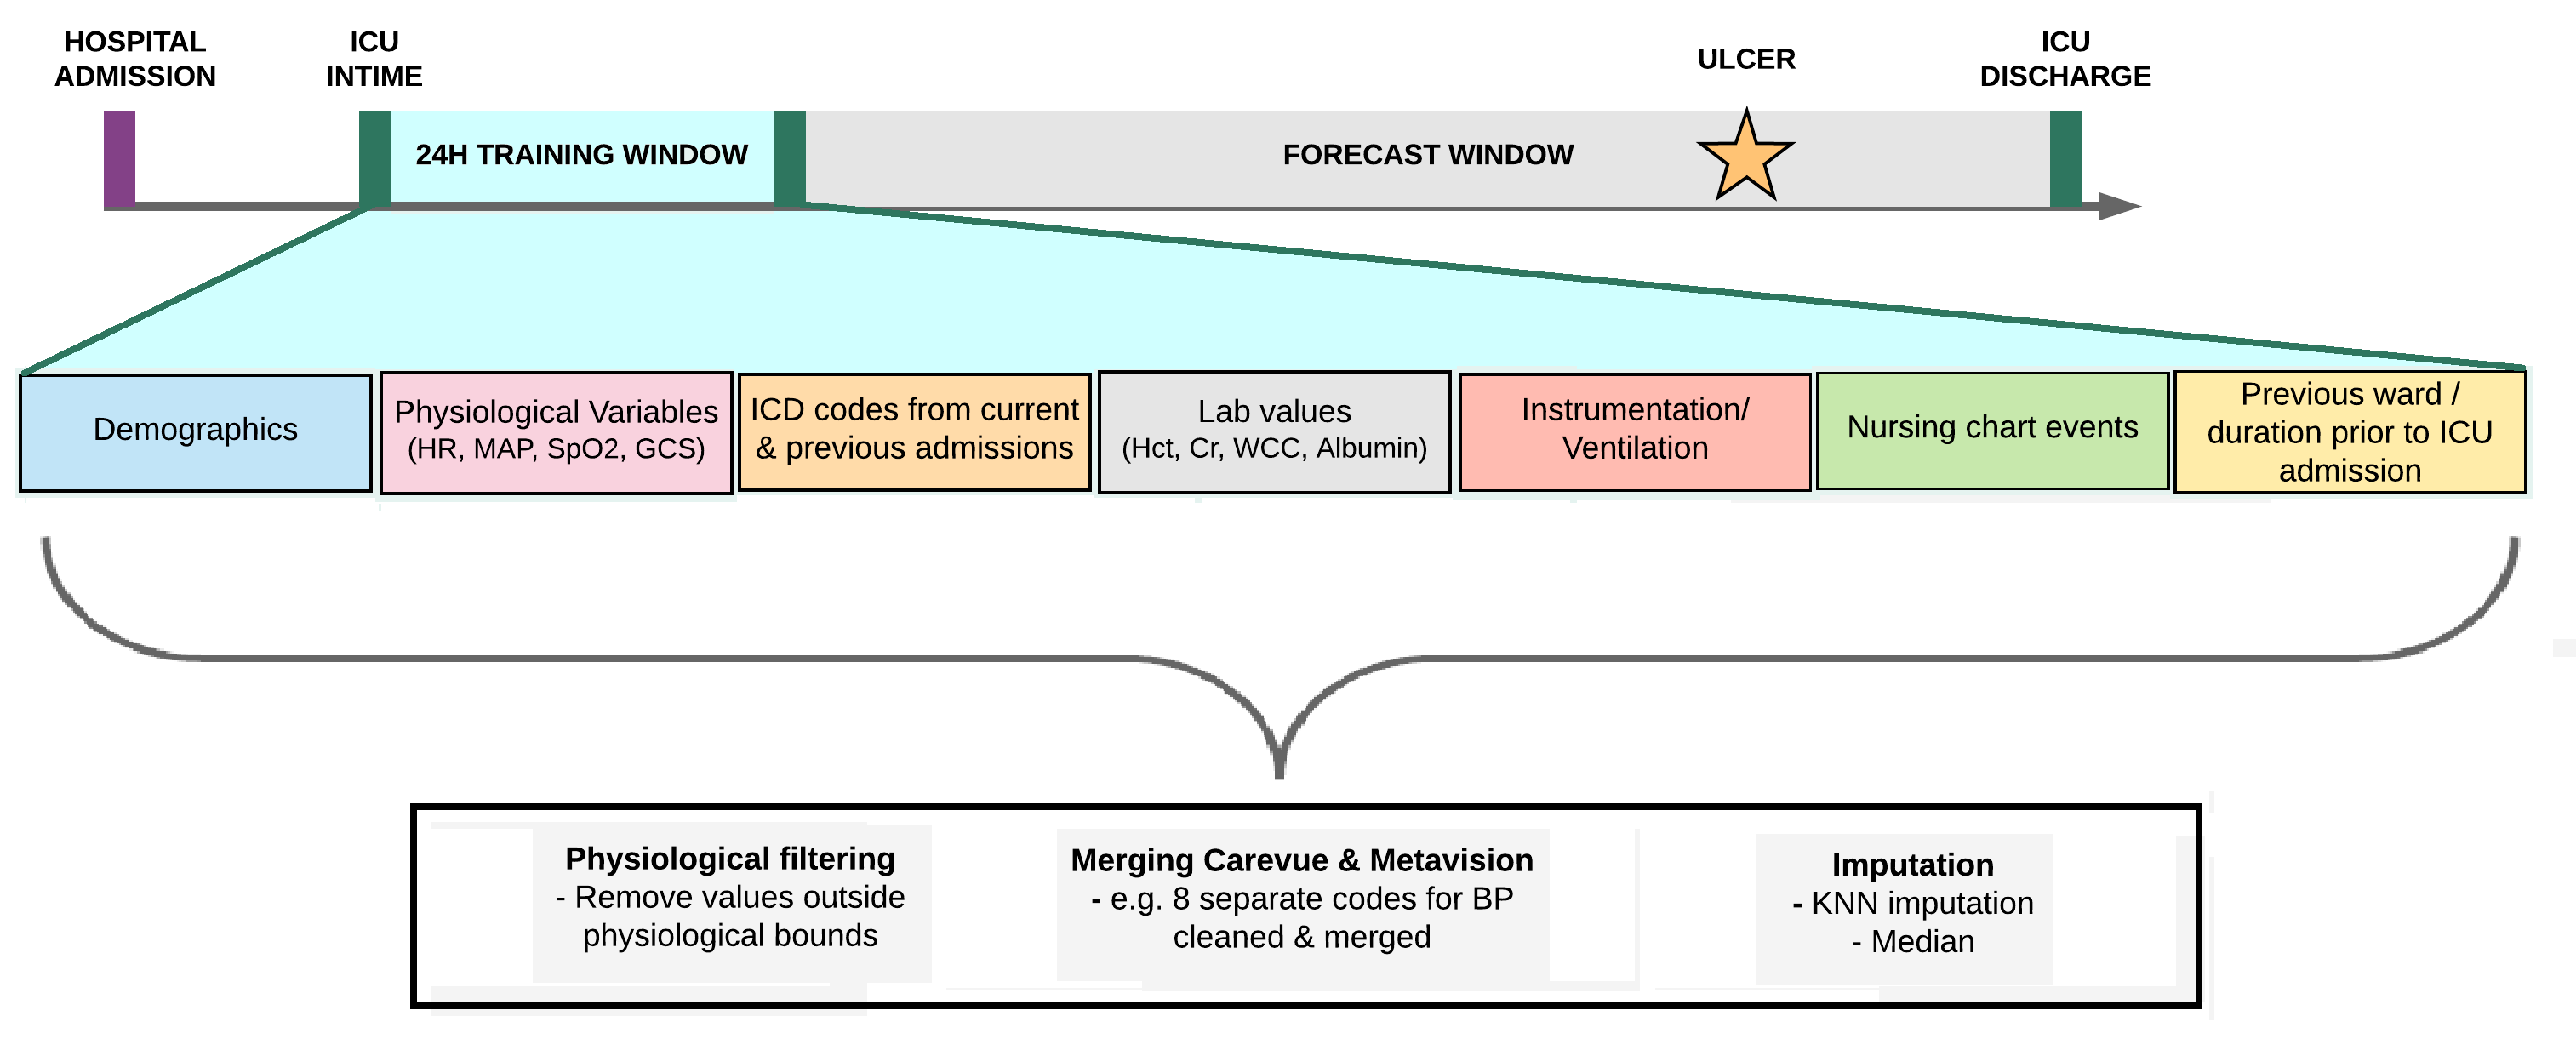 HOSPITAL
ADMISSION
ICU
INTIME
ULCER
ICU
DISCHARGE
24H TRAINING WINDOW
FORECAST WINDOW
Demographics
Physiological Variables
(HR, MAP, SpO2, GCS)
ICD codes from current
& previous admissions
Lab values
(Hct, Cr, WCC, Albumin)
Instrumentation/
Ventilation
Nursing chart events
Previous ward /
duration prior to ICU
admission
Physiological filtering
- Remove values outside
physiological bounds
Merging Carevue & Metavision
- e.g. 8 separate codes for BP
cleaned & merged
Imputation
- KNN imputation
- Median